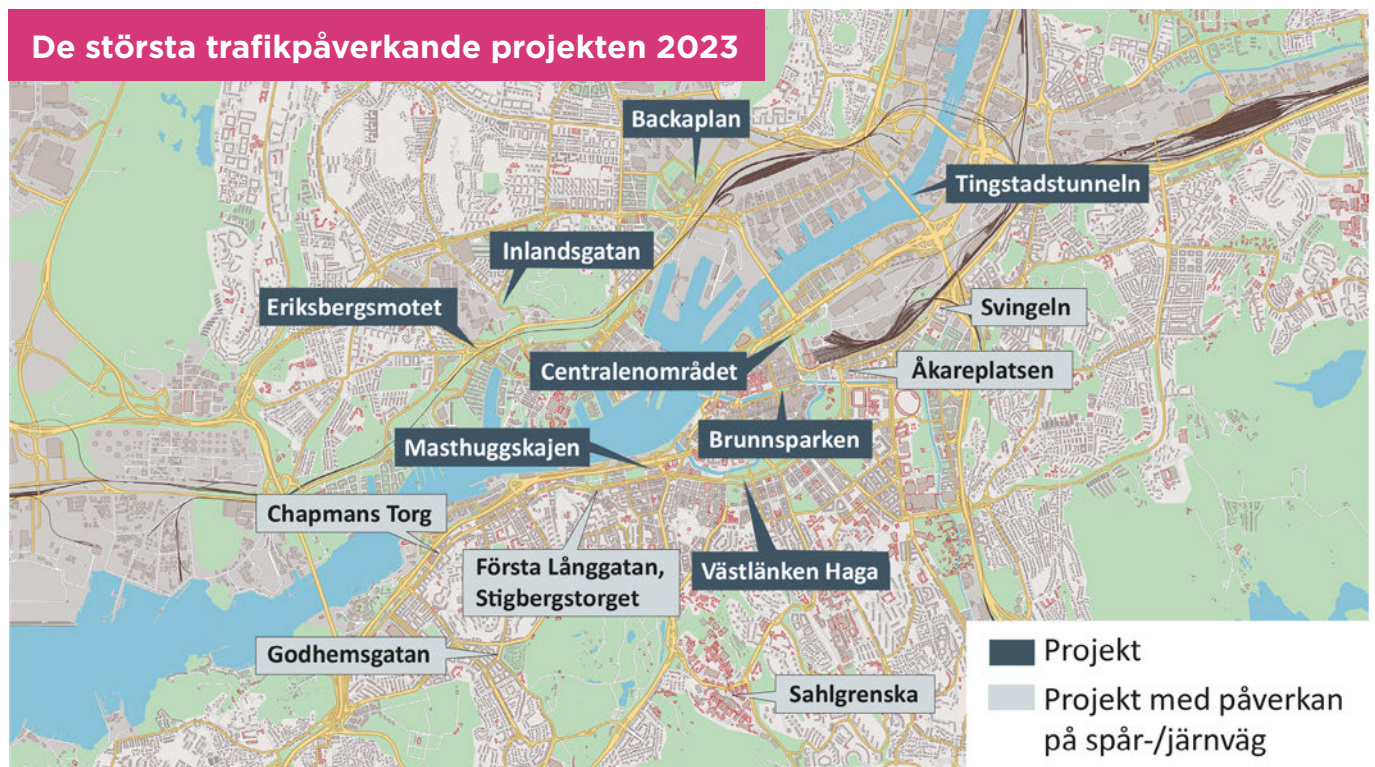 De största trafikpåverkande projekten 2023
Backaplan
Tingstadstunneln
Inlandsgatan
Eriksbergsmotet
Svingeln
Centralenområdet
Åkareplatsen
Brunnsparken
Masthuggskajen
Chapmans Torg
Första Långgatan,
Stigbergstorget
Västlänken Haga
Godhemsgatan
Sahlgrenska
Projekt
Projekt med påverkan
på spår-/järnväg